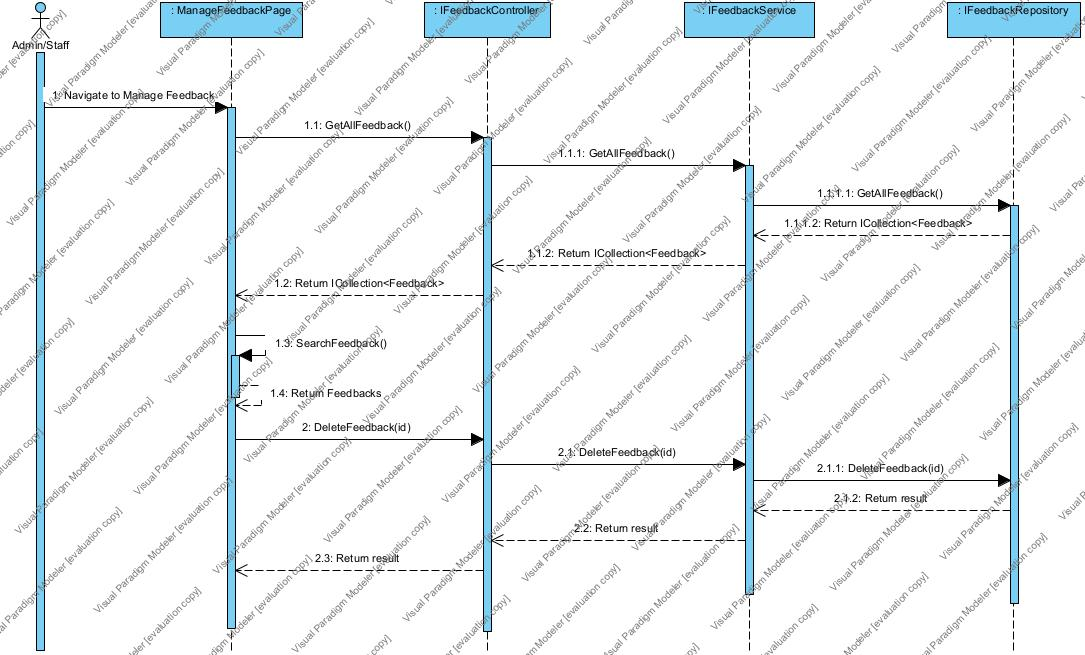 : ManageFeedbackPage
: IFeedbackController
: IFeedbackService
: IFeedbackRepository
Admin/Staff
Navigate to Manage Feedback
1.1: GetAllFeedback()
1.1.1: GetAllFeedback()
1.1.1.1: GetAllFeedback()
1.1.1.2: Return ICollection<Feedback>
1.1.2: Return ICollection<Feedback>
1.2: Return ICollection<Feedback>
1.3: SearchFeedback()
1.4: Return Feedbacks
2: DeleteFeedback(id)
2.1: DeleteFeedback(id)
2.1.1: DeleteFeedback(id)
2.1.2: Return result
2.2: Return result
2.3: Return result
Visual Paradigm Modeler [evaluation copy]